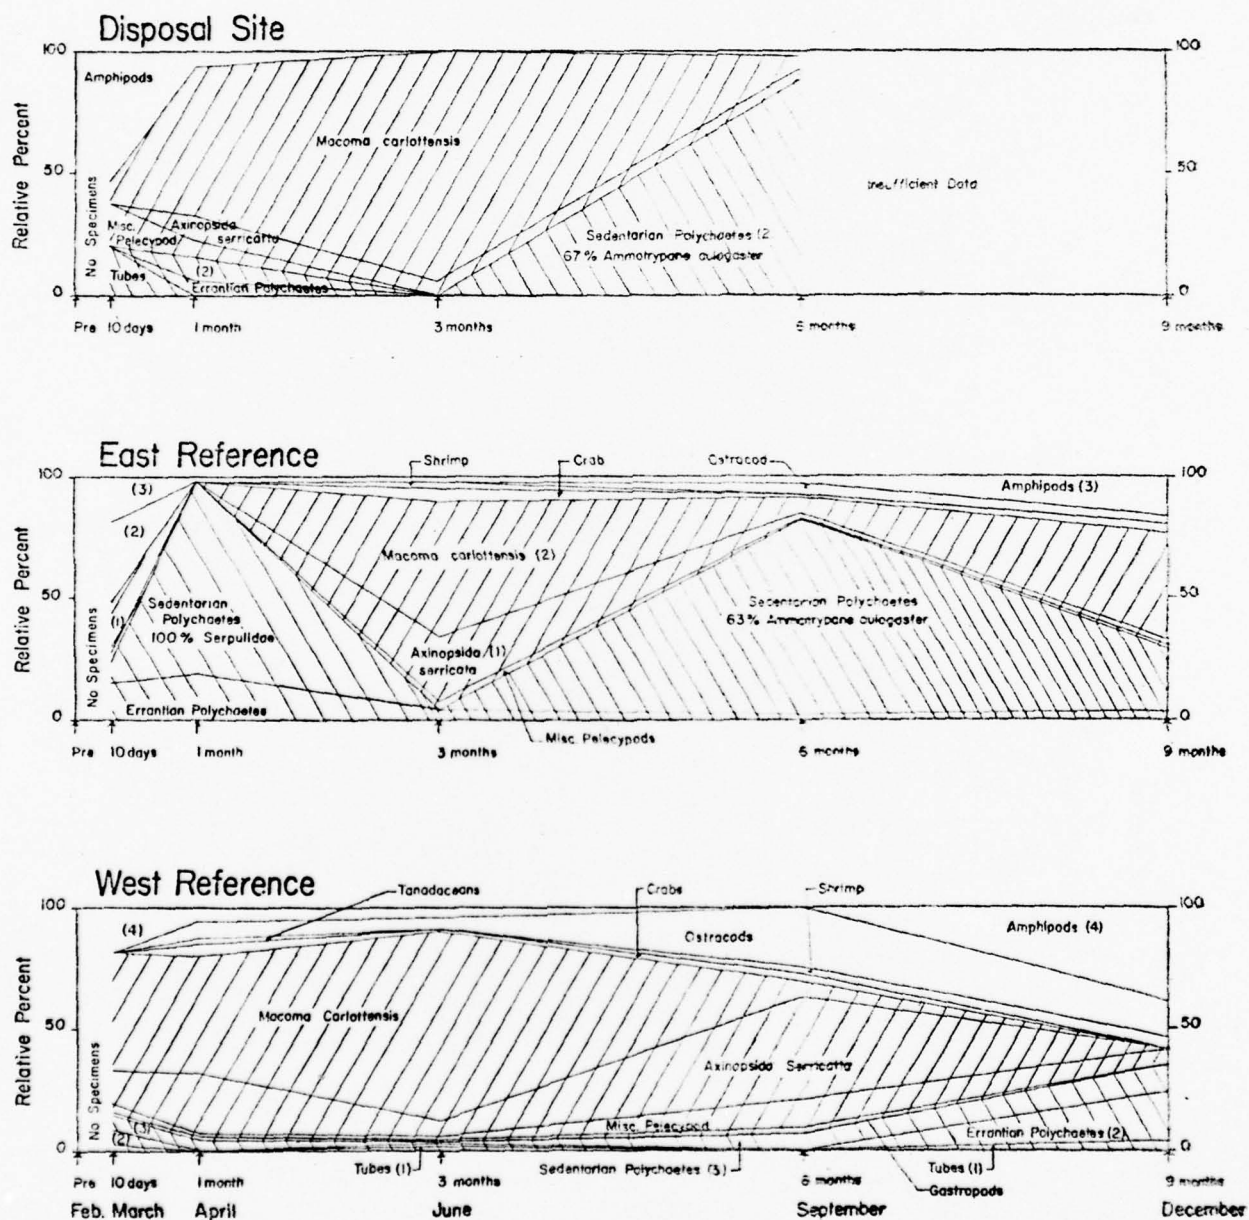 Disposal Site
100
100
Amphipods
Macoma carlottensis
50
50
Relative Percent
No Specimens
Insufficient Data
Misc. Pelecypod
Axinopsida serricatta
Sedentarian Polychaetes (2
67% Ammotrypane aulogaster
Tubes
(2)
Errantian Polychaetes
0
0
Pre 10 days 1 month 3 months 6 months 9 months
East Reference
Shrimp Crab Ostracod
100
100
(3)
Amphipods (3)
(2)
Macoma carlottensis (2)
50
50
Relative Percent
No Specimens
(1)
Sedentarian
Polychaetes
100% Serpulidae
Sedentarian Polychaetes
63% Ammotrypane aulogaster
Axinopsida (1)
serricata
Errantian Polychaetes
0
0
Misc. Pelecypods
Pre 10 days 1 month 3 months 6 months 9 months
West Reference
Tanadaceans Crabs Shrimp
100
100
(4)
Amphipods (4)
Ostracods
Macoma Carlottensis
50
50
Relative Percent
No Specimens
Axinopsida Serricatta
(3)
Misc. Pelecypod
(2)
Errantian Polychaetes (2)
0
0
Tubes (1) Sedentarian Polychaetes (3) Tubes (1)
Gastropods
Pre 10 days 1 month 3 months 6 months 9 months
Feb. March April June September December